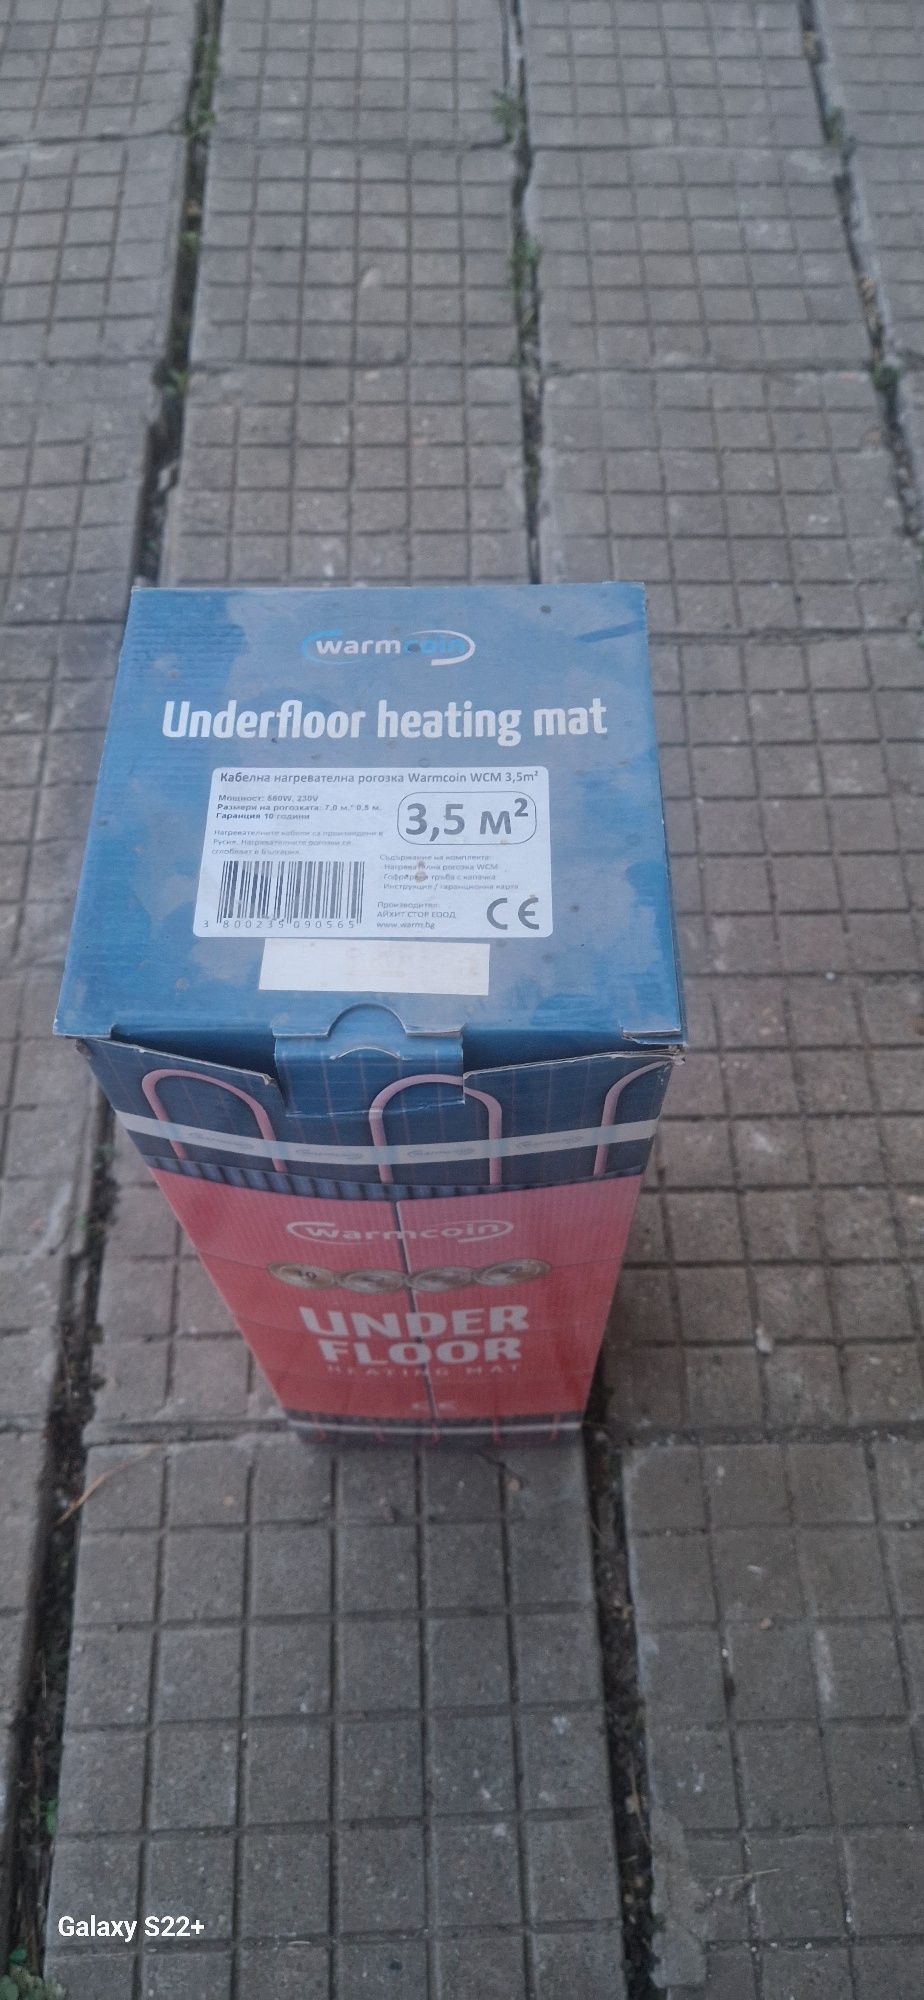 warmcoin
Underfloor heating mat
Кабелна нагревателна рогозка Warmcoin WCM 3,5m²
Мощност: 560W, 230V
Размери на рогозката: 7,0 м.* 0,5 м.
Гаранция 10 години
3,5 м²
Нагревателните кабели са произведени в
Русия. Нагревателните рогозки се
сглобяват в България.
Съдържание на комплекта:
Нагревателна рогозка WCM
Гофрирана тръба с капачка
Инструкция / гаранционна карта
3 800235 090565
Производител:
АЙХИТ СТОР ЕООД
www.warm.bg
CE
warmcoin
UNDER
FLOOR
HEATING MAT
CE
Galaxy S22+